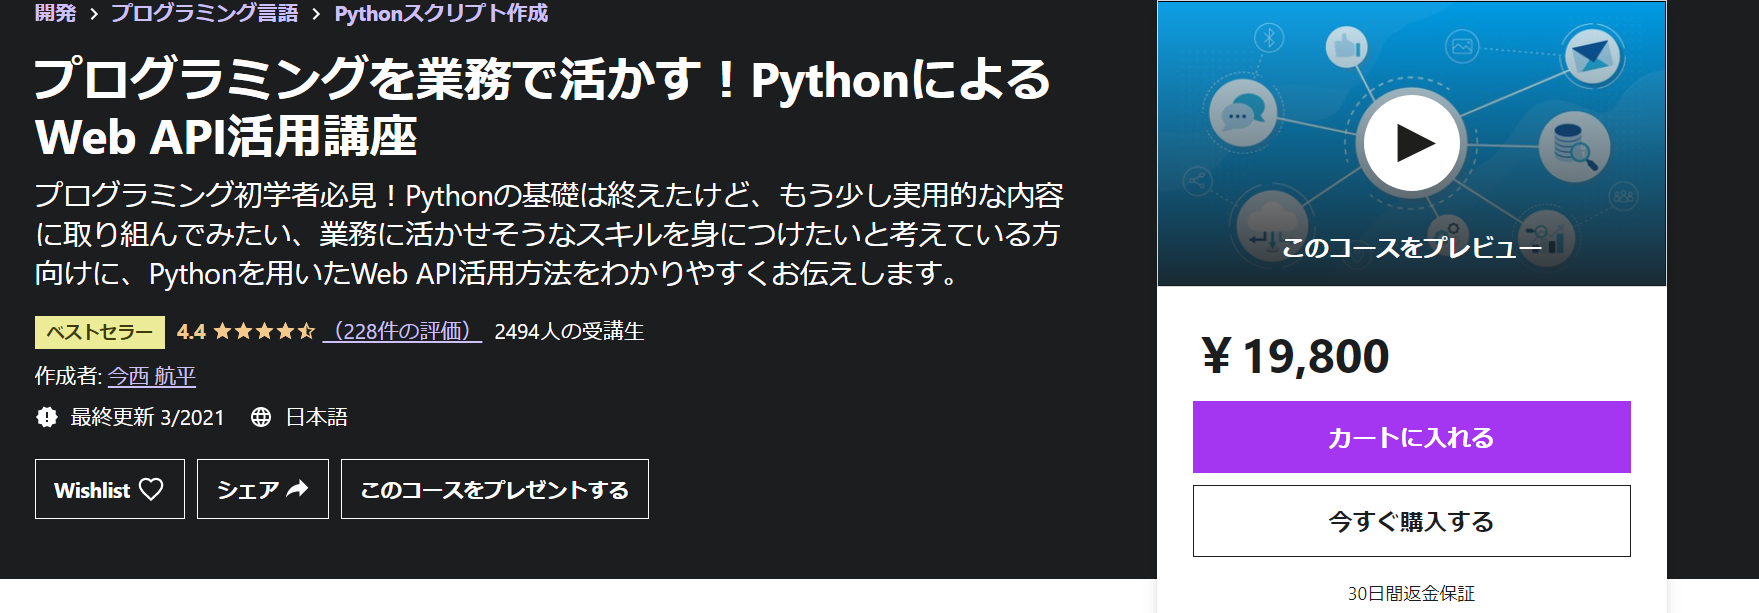 開発 > プログラミング言語 > Pythonスクリプト作成
プログラミングを業務で活かす！Pythonによる
Web API活用講座
プログラミング初学者必見！Pythonの基礎は終えたけど、もう少し実用的な内容
に取り組んでみたい、業務に活かせそうなスキルを身につけたいと考えている方
向けに、Pythonを用いたWeb API活用方法をわかりやすくお伝えします。
ベストセラー 4.4 ★★★★⯪ （228件の評価） 2494人の受講生
作成者: 今西 航平
最終更新 3/2021 日本語
Wishlist シェア このコースをプレゼントする
このコースをプレビュー
￥19,800
カートに入れる
今すぐ購入する
30日間返金保証